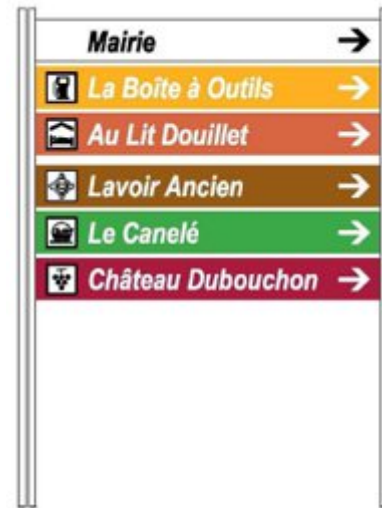 Mairie
La Boîte à Outils
Au Lit Douillet
Lavoir Ancien
Le Canelé
Château Dubouchon